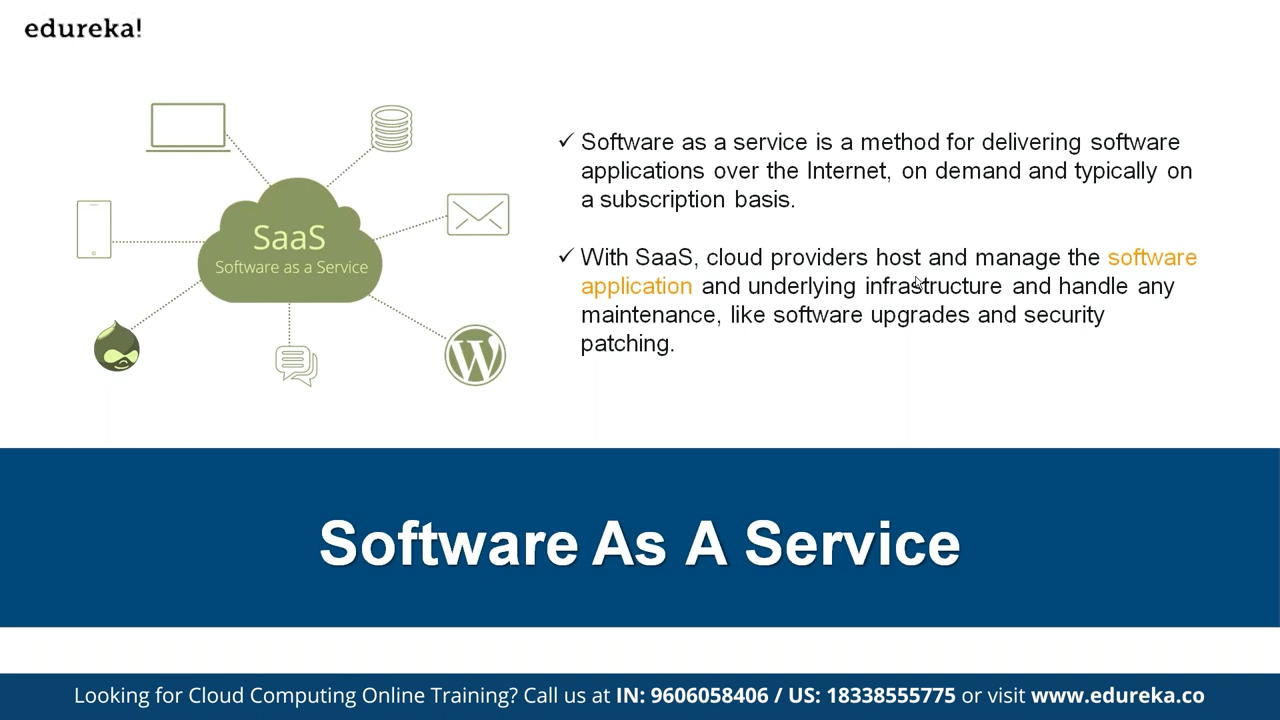 edureka!
SaaS
Software as a Service
✓ Software as a service is a method for delivering software
applications over the Internet, on demand and typically on
a subscription basis.
✓ With SaaS, cloud providers host and manage the software
application and underlying infrastructure and handle any
maintenance, like software upgrades and security
patching.
Software As A Service
Looking for Cloud Computing Online Training? Call us at IN: 9606058406 / US: 18338555775 or visit www.edureka.co